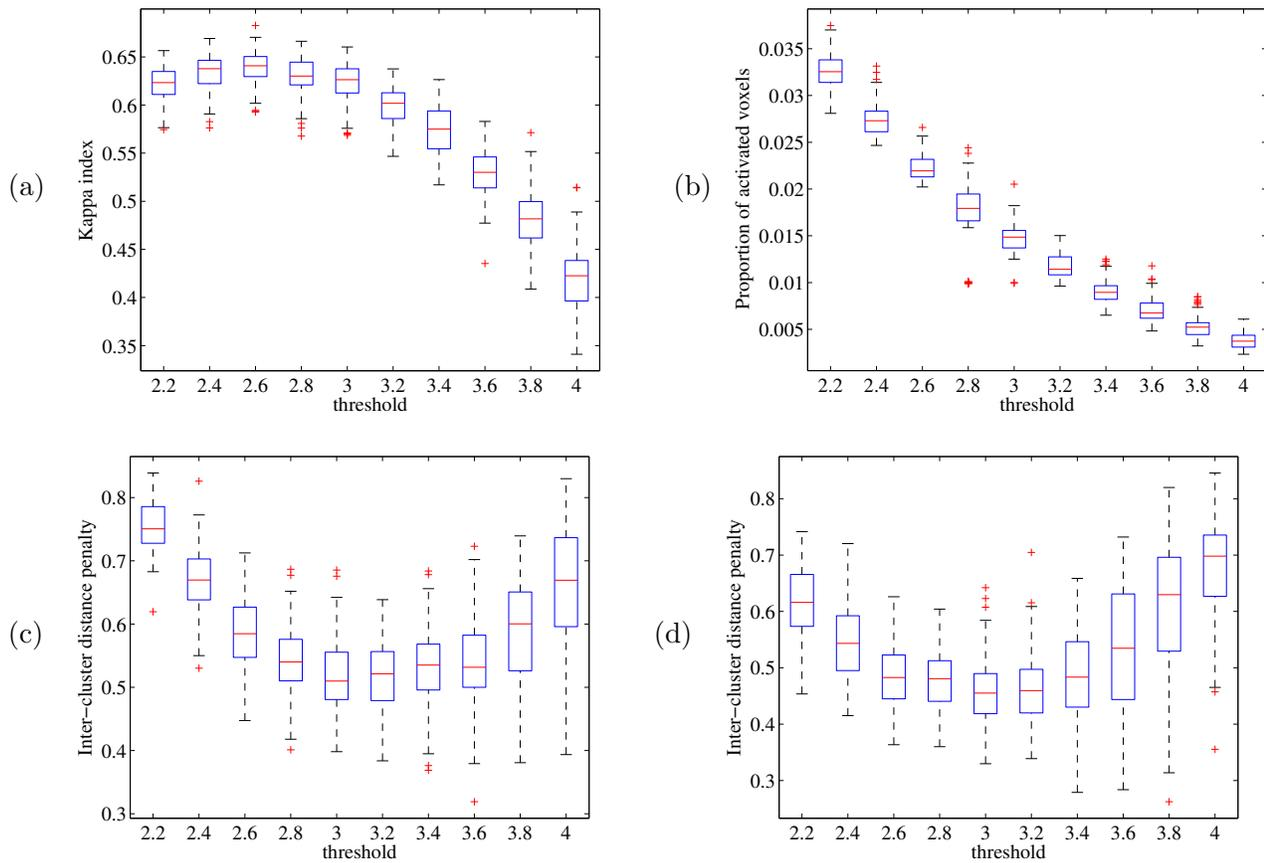 (a)
Kappa index
0.65
0.6
0.55
0.5
0.45
0.4
0.35
2.2 2.4 2.6 2.8 3 3.2 3.4 3.6 3.8 4
threshold
(b)
Proportion of activated voxels
0.035
0.03
0.025
0.02
0.015
0.01
0.005
2.2 2.4 2.6 2.8 3 3.2 3.4 3.6 3.8 4
threshold
(c)
Inter−cluster distance penalty
0.8
0.7
0.6
0.5
0.4
0.3
2.2 2.4 2.6 2.8 3 3.2 3.4 3.6 3.8 4
threshold
(d)
Inter−cluster distance penalty
0.8
0.7
0.6
0.5
0.4
0.3
2.2 2.4 2.6 2.8 3 3.2 3.4 3.6 3.8 4
threshold